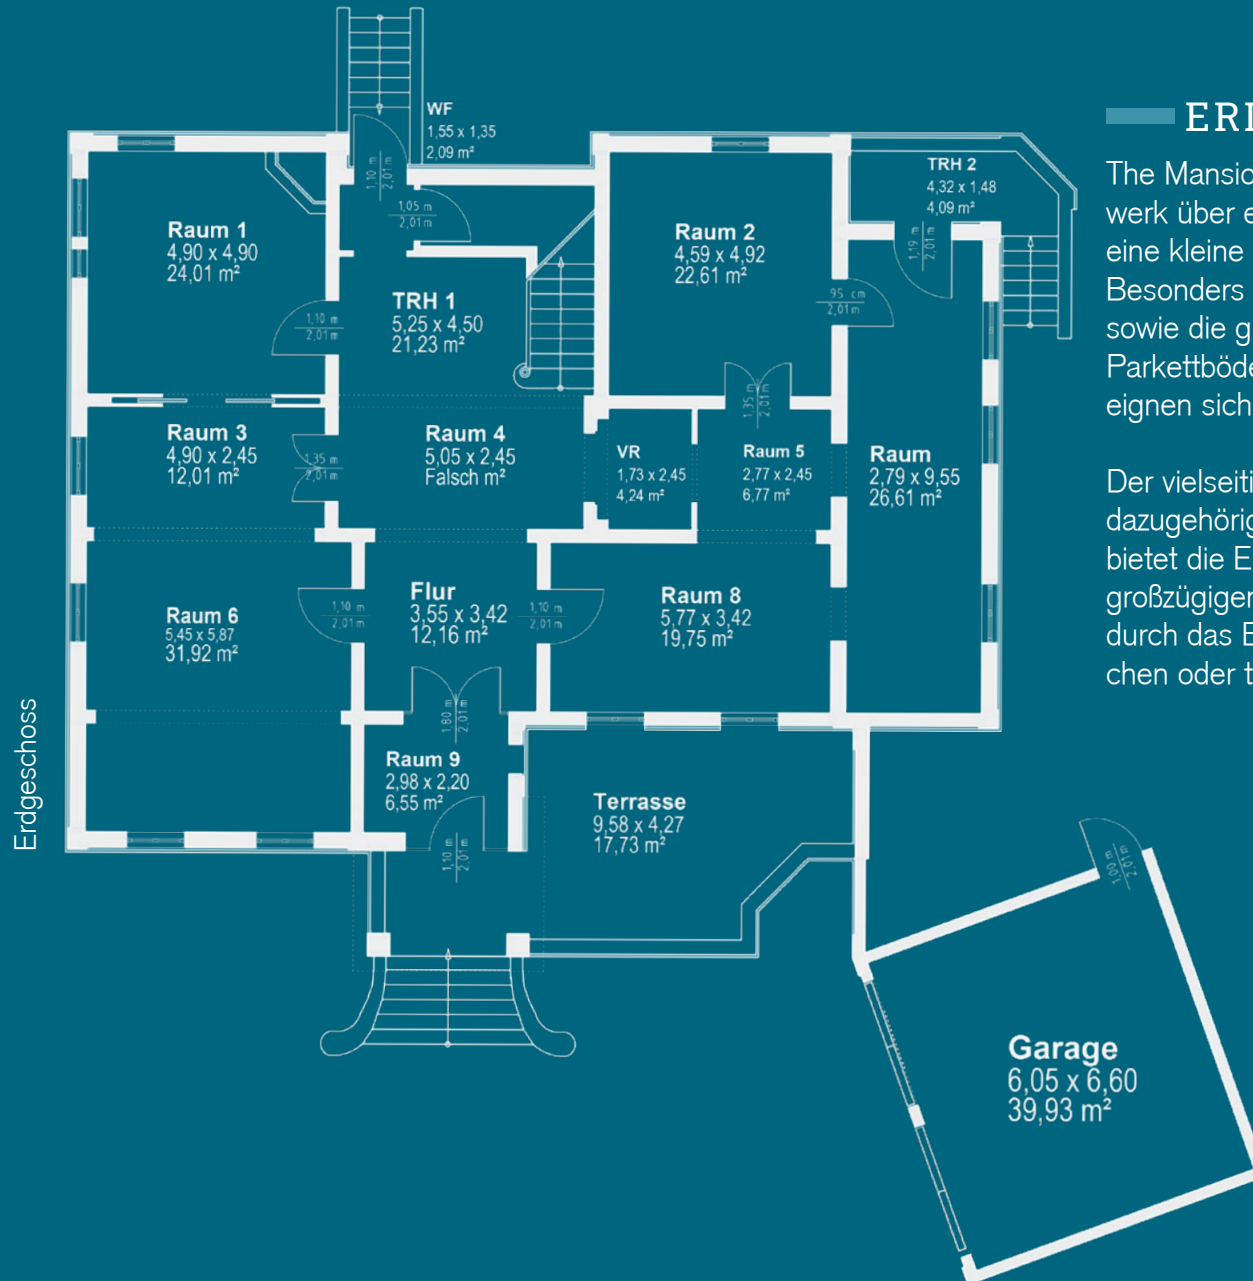 WF
1,55 x 1,35
2,09 m²
1,10 m
2,01 m
1,05 m
2,01 m
Raum 1
4,90 x 4,90
24,01 m²
1,10 m
2,01 m
TRH 1
5,25 x 4,50
21,23 m²
Raum 2
4,59 x 4,92
22,61 m²
TRH 2
4,32 x 1,48
4,09 m²
1,19 m
2,01 m
95 cm
2,01 m
1,35 m
2,01 m
Raum 3
4,90 x 2,45
12,01 m²
1,35 m
2,01 m
Raum 4
5,05 x 2,45
Falsch m²
VR
1,73 x 2,45
4,24 m²
Raum 5
2,77 x 2,45
6,77 m²
Raum
2,79 x 9,55
26,61 m²
Raum 6
5,45 x 5,87
31,92 m²
1,10 m
2,01 m
Flur
3,55 x 3,42
12,16 m²
1,10 m
2,01 m
Raum 8
5,77 x 3,42
19,75 m²
1,80 m
2,01 m
Raum 9
2,98 x 2,20
6,55 m²
1,10 m
2,01 m
Terrasse
9,58 x 4,27
17,73 m²
1,00 m
2,01 m
Garage
6,05 x 6,60
39,93 m²
Erdgeschoss
The
werk über
eine kleine
Besonders
sowie die
eignen sich
Der
bietet die
durch das
chen oder